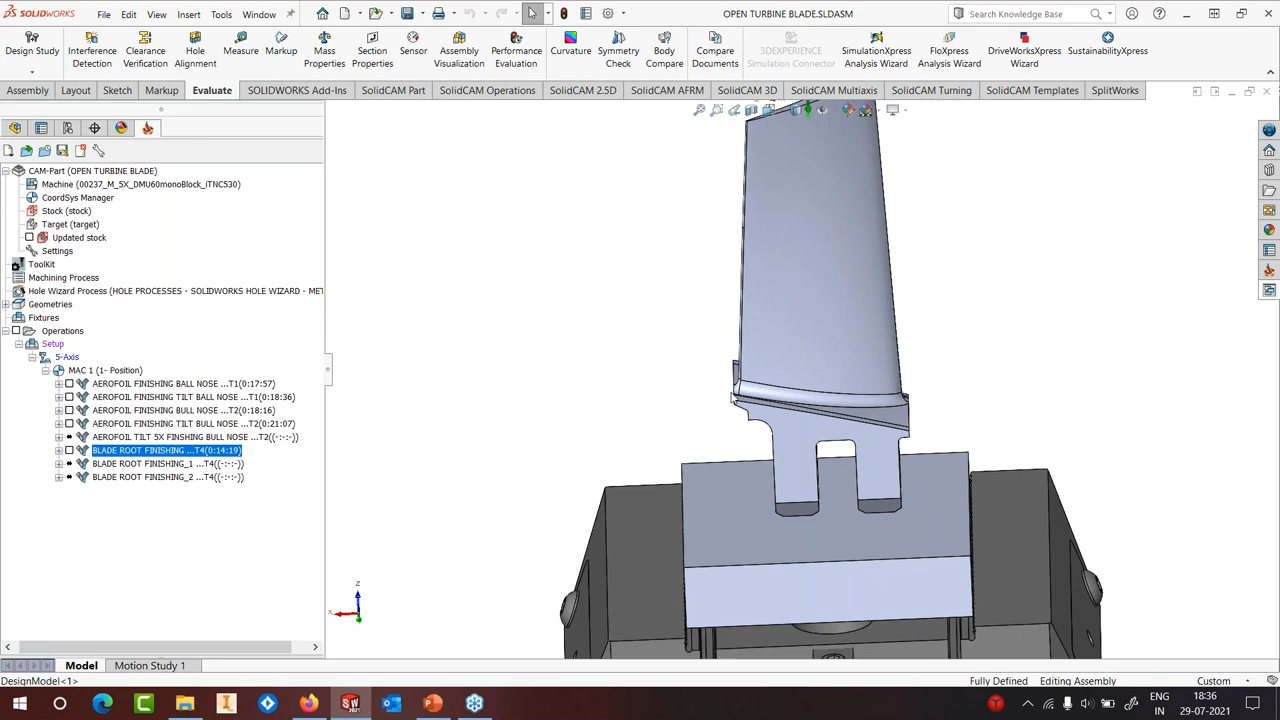 SOLIDWORKS File Edit View Insert Tools Window OPEN TURBINE BLADE.SLDASM Search Knowledge Base
Design Study Interference Detection Clearance Verification Hole Alignment Measure Markup Mass Properties Section Properties Sensor Assembly Visualization Performance Evaluation Curvature Symmetry Check Body Compare Compare Documents 3DEXPERIENCE Simulation Connector SimulationXpress Analysis Wizard FloXpress Analysis Wizard DriveWorksXpress Wizard SustainabilityXpress
Assembly Layout Sketch Markup Evaluate SOLIDWORKS Add-Ins SolidCAM Part SolidCAM Operations SolidCAM 2.5D SolidCAM AFRM SolidCAM 3D SolidCAM Multiaxis SolidCAM Turning SolidCAM Templates SplitWorks
CAM-Part (OPEN TURBINE BLADE)
Machine (00237_M_5X_DMU60monoBlock_iTNC530)
CoordSys Manager
Stock (stock)
Target (target)
Updated stock
Settings
ToolKit
Machining Process
Hole Wizard Process (HOLE PROCESSES - SOLIDWORKS HOLE WIZARD - MET
Geometries
Fixtures
Operations
Setup
5-Axis
MAC 1 (1- Position)
AEROFOIL FINISHING BALL NOSE ...T1(0:17:57)
AEROFOIL FINISHING TILT BALL NOSE ...T1(0:18:36)
AEROFOIL FINISHING BULL NOSE ...T2(0:18:16)
AEROFOIL FINISHING TILT BULL NOSE ...T2(0:21:07)
AEROFOIL TILT 5X FINSHING BULL NOSE ...T2((-:-:-))
BLADE ROOT FINISHING ...T4(0:14:19)
BLADE ROOT FINISHING_1 ...T4((-:-:-))
BLADE ROOT FINISHING_2 ...T4((-:-:-))
z
x
Model Motion Study 1
DesignModel<1> Fully Defined Editing Assembly Custom
ENG 18:36
IN 29-07-2021